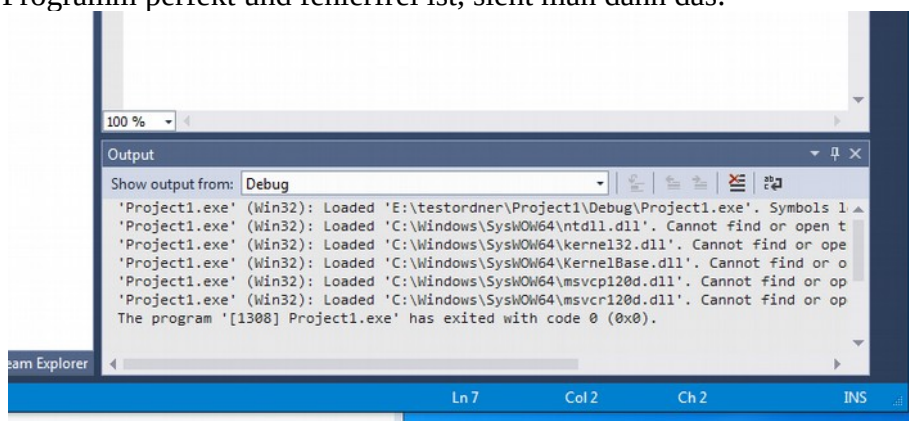 Programm perfekt und fehlerfrei ist, sieht man dann das:
100 %
Output
Show output from: Debug
'Project1.exe' (Win32): Loaded 'E:\testordner\Project1\Debug\Project1.exe'. Symbols l
'Project1.exe' (Win32): Loaded 'C:\Windows\SysWOW64\ntdll.dll'. Cannot find or open t
'Project1.exe' (Win32): Loaded 'C:\Windows\SysWOW64\kernel32.dll'. Cannot find or ope
'Project1.exe' (Win32): Loaded 'C:\Windows\SysWOW64\KernelBase.dll'. Cannot find or o
'Project1.exe' (Win32): Loaded 'C:\Windows\SysWOW64\msvcp120d.dll'. Cannot find or op
'Project1.exe' (Win32): Loaded 'C:\Windows\SysWOW64\msvcr120d.dll'. Cannot find or op
The program '[1308] Project1.exe' has exited with code 0 (0x0).
eam Explorer
Ln 7 Col 2 Ch 2 INS